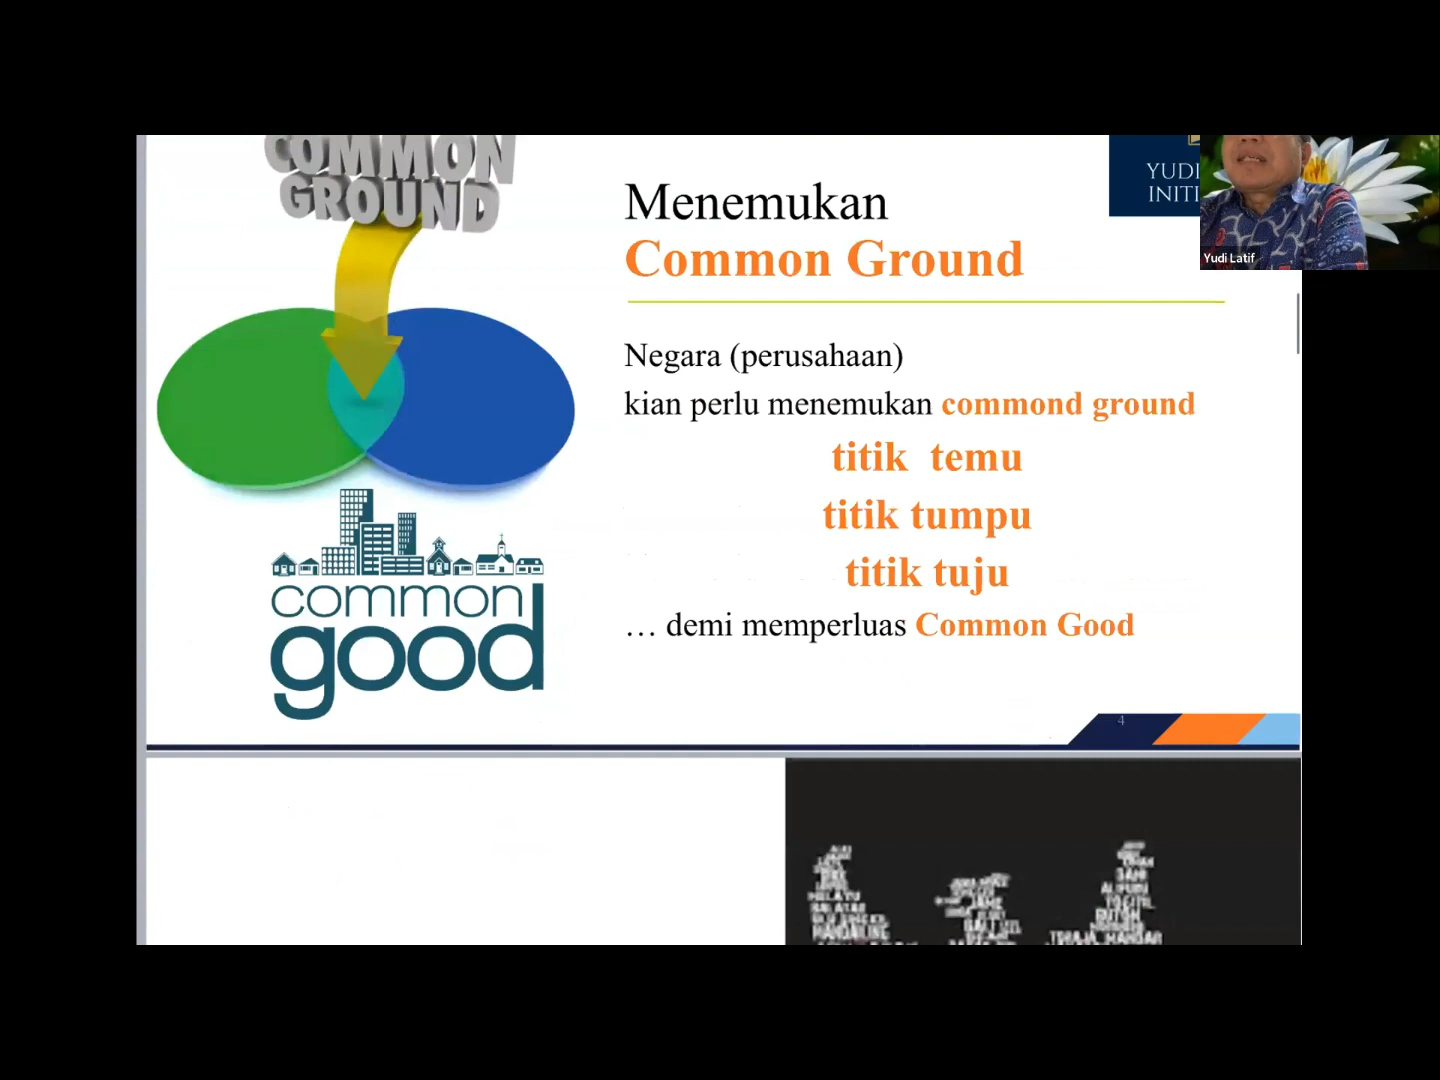 COMMON
GROUND
Menemukan
Common Ground
YUDI
INITI
Yudi Latif
Negara (perusahaan)
kian perlu menemukan commond ground
titik temu
titik tumpu
titik tuju
… demi memperluas Common Good
common
good
4